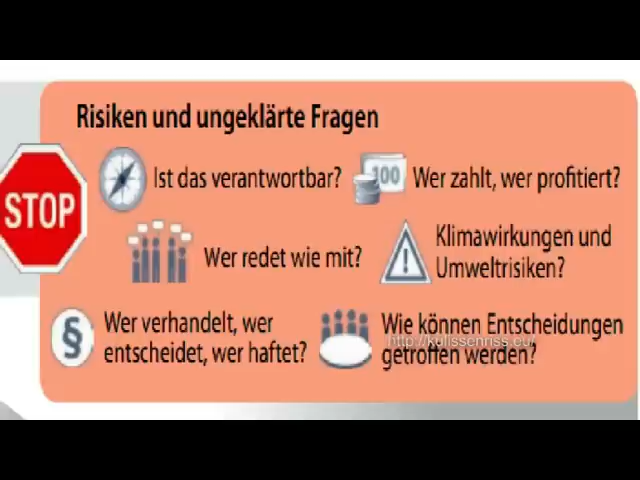 Risiken und ungeklärte Fragen
STOP
Ist das verantwortbar?
100
Wer zahlt, wer profitiert?
Wer redet wie mit?
Klimawirkungen und
Umweltrisiken?
§
Wer verhandelt, wer
entscheidet, wer haftet?
Wie können Entscheidungen
getroffen werden?
http://kulissenriss.eu/